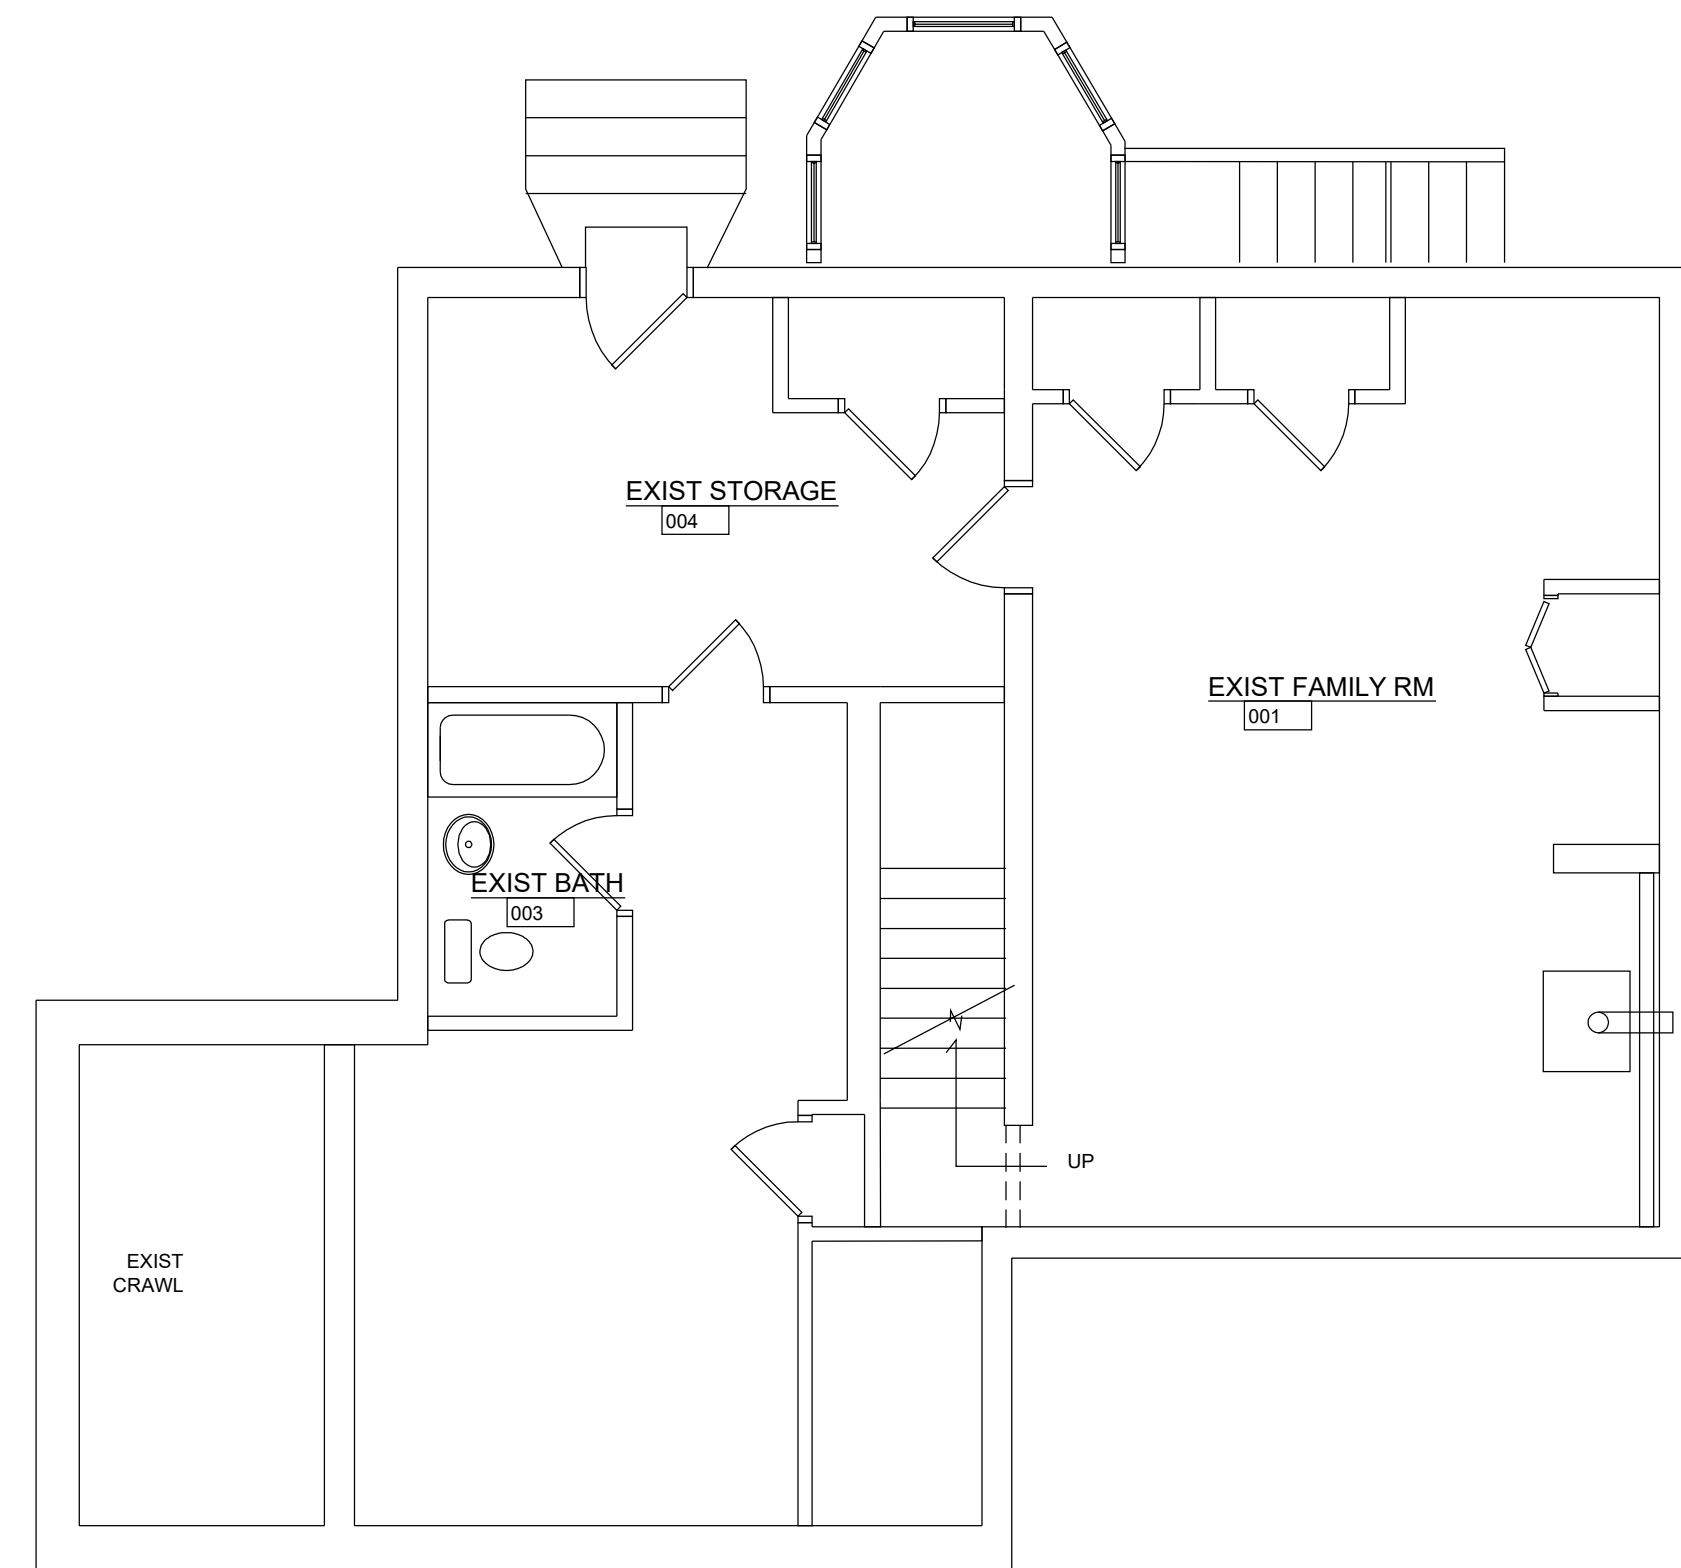 EXIST STORAGE
004
EXIST FAMILY RM
001
EXIST BATH
003
UP
EXIST
CRAWL